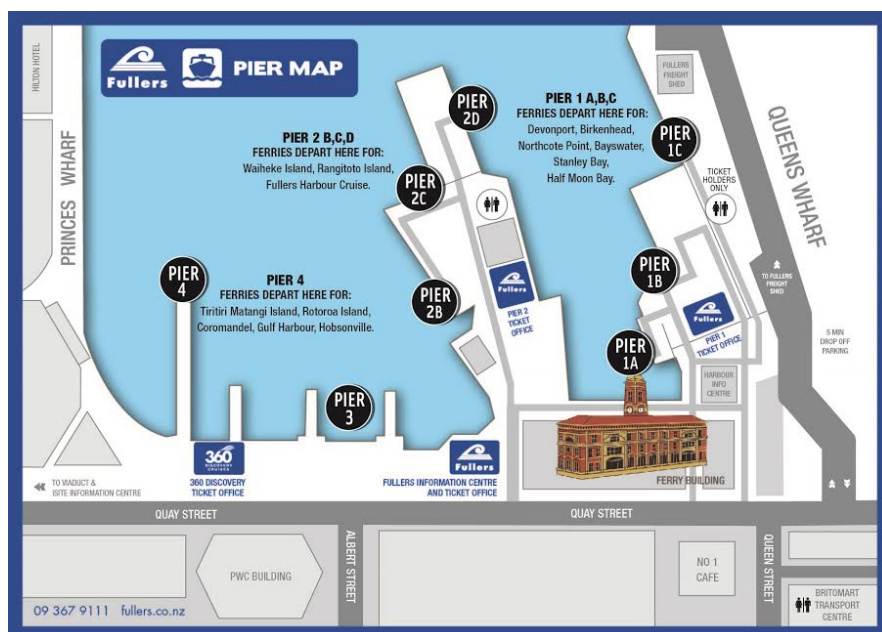 HILTON HOTEL
PRINCES WHARF
Fullers
PIER MAP
PIER 2 B,C,D
FERRIES DEPART HERE FOR:
Waiheke Island, Rangitoto Island,
Fullers Harbour Cruise.
PIER
2D
PIER
2C
PIER
2B
Fullers
PIER 2
TICKET
OFFICE
PIER 1 A,B,C
FERRIES DEPART HERE FOR:
Devonport, Birkenhead,
Northcote Point, Bayswater,
Stanley Bay,
Half Moon Bay.
FULLERS
FREIGHT
SHED
PIER
1C
TICKET
HOLDERS
ONLY
QUEENS WHARF
PIER
1B
Fullers
PIER 1
TICKET OFFICE
TO FULLERS
FREIGHT
SHED
5 MIN
DROP OFF
PARKING
PIER
1A
HARBOUR
INFO
CENTRE
PIER
4
PIER 4
FERRIES DEPART HERE FOR:
Tiritiri Matangi Island, Rotoroa Island,
Coromandel, Gulf Harbour, Hobsonville.
PIER
3
360
DISCOVERY
CRUISES
360 DISCOVERY
TICKET OFFICE
Fullers
FULLERS INFORMATION CENTRE
AND TICKET OFFICE
FERRY BUILDING
TO VIADUCT &
ISITE INFORMATION CENTRE
QUAY STREET
QUAY STREET
PWC BUILDING
ALBERT STREET
NO 1
CAFE
QUEEN STREET
BRITOMART
TRANSPORT
CENTRE
09 367 9111 fullers.co.nz